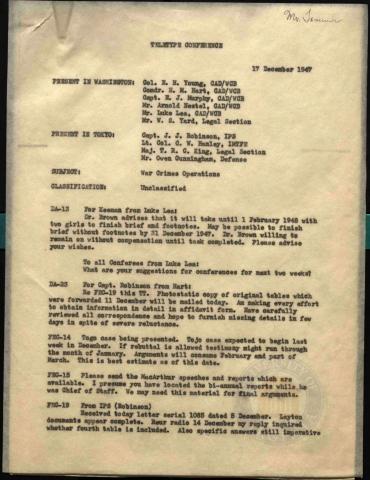 TELETYPE CONFERENCE
17 December 1947
PRESENT IN WASHINGTON: Col. E. H. Young, CAD/WCB
Comdr. H. M. Hart, CAD/WCB
Capt. E. J. Murphy, CAD/WCB
Mr. Arnold Nestel, CAD/WCB
Mr. Luke Lea, CAD/WCB
Mr. W. S. Yard, Legal Section
PRESENT IN TOKYO: Capt. J. J. Robinson, IPS
Lt. Col. C. W. Hanley, IMTFE
Maj. T. R. C. King, Legal Section
Mr. Owen Cunningham, Defense
SUBJECT: War Crimes Operations
CLASSIFICATION: Unclassified
DA-13 For Keenan from Luke Lea:
Dr. Brown advises that it will take until 1 February 1948 with
two girls to finish brief and footnotes. May be possible to finish
brief without footnotes by 31 December 1947. Dr. Brown willing to
remain on without compensation until task completed. Please advise
your wishes.
To all Conferees from Luke Lea:
What are your suggestions for conferences for next two weeks?
DA-23 For Capt. Robinson from Hart:
Re FEC-19 this TT. Photostatic copy of original tables which
were forwarded 11 December will be mailed today. Am making every effort
to obtain information in detail in affidavit form. Have carefully
reviewed all correspondence and hope to furnish missing details in few
days in spite of severe reluctance.
FEC-14 Togo case being presented. Tojo case expected to begin last
week in December. If rebuttal is allowed testimony might run through
the month of January. Arguments will consume February and part of
March. This is best estimate as of this date.
FEC-15 Please send the MacArthur speeches and reports which are
available. I presume you have located the bi-annual reports while he
was Chief of Staff. We may need this material for final arguments.
FEC-19 From IPS (Robinson)
Received today letter serial 1085 dated 8 December. Layton
documents appear complete. Reur radio 14 December my reply inquired
whether fourth table is included. Also specific answers still imperative